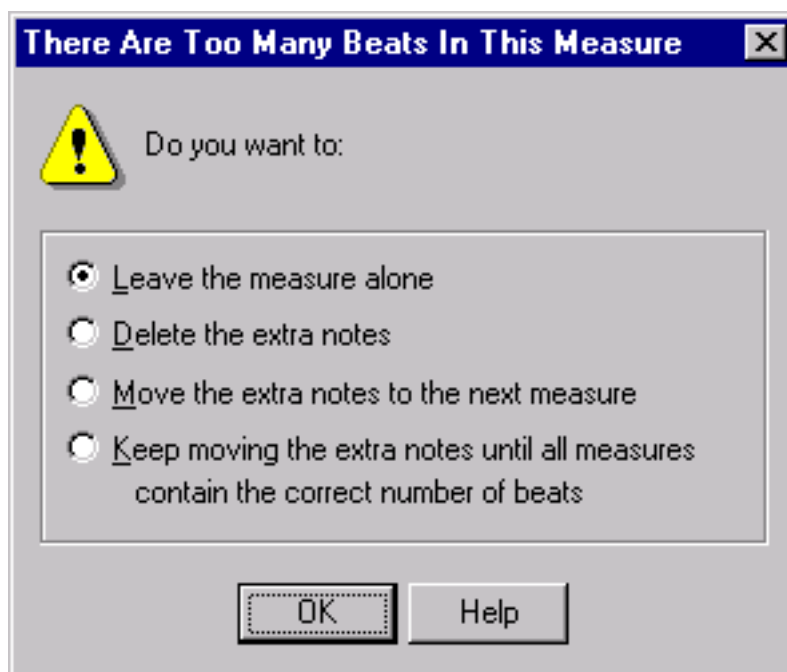 There Are Too Many Beats In This Measure
Do you want to:
Leave the measure alone
Delete the extra notes
Move the extra notes to the next measure
Keep moving the extra notes until all measures
contain the correct number of beats
OK Help